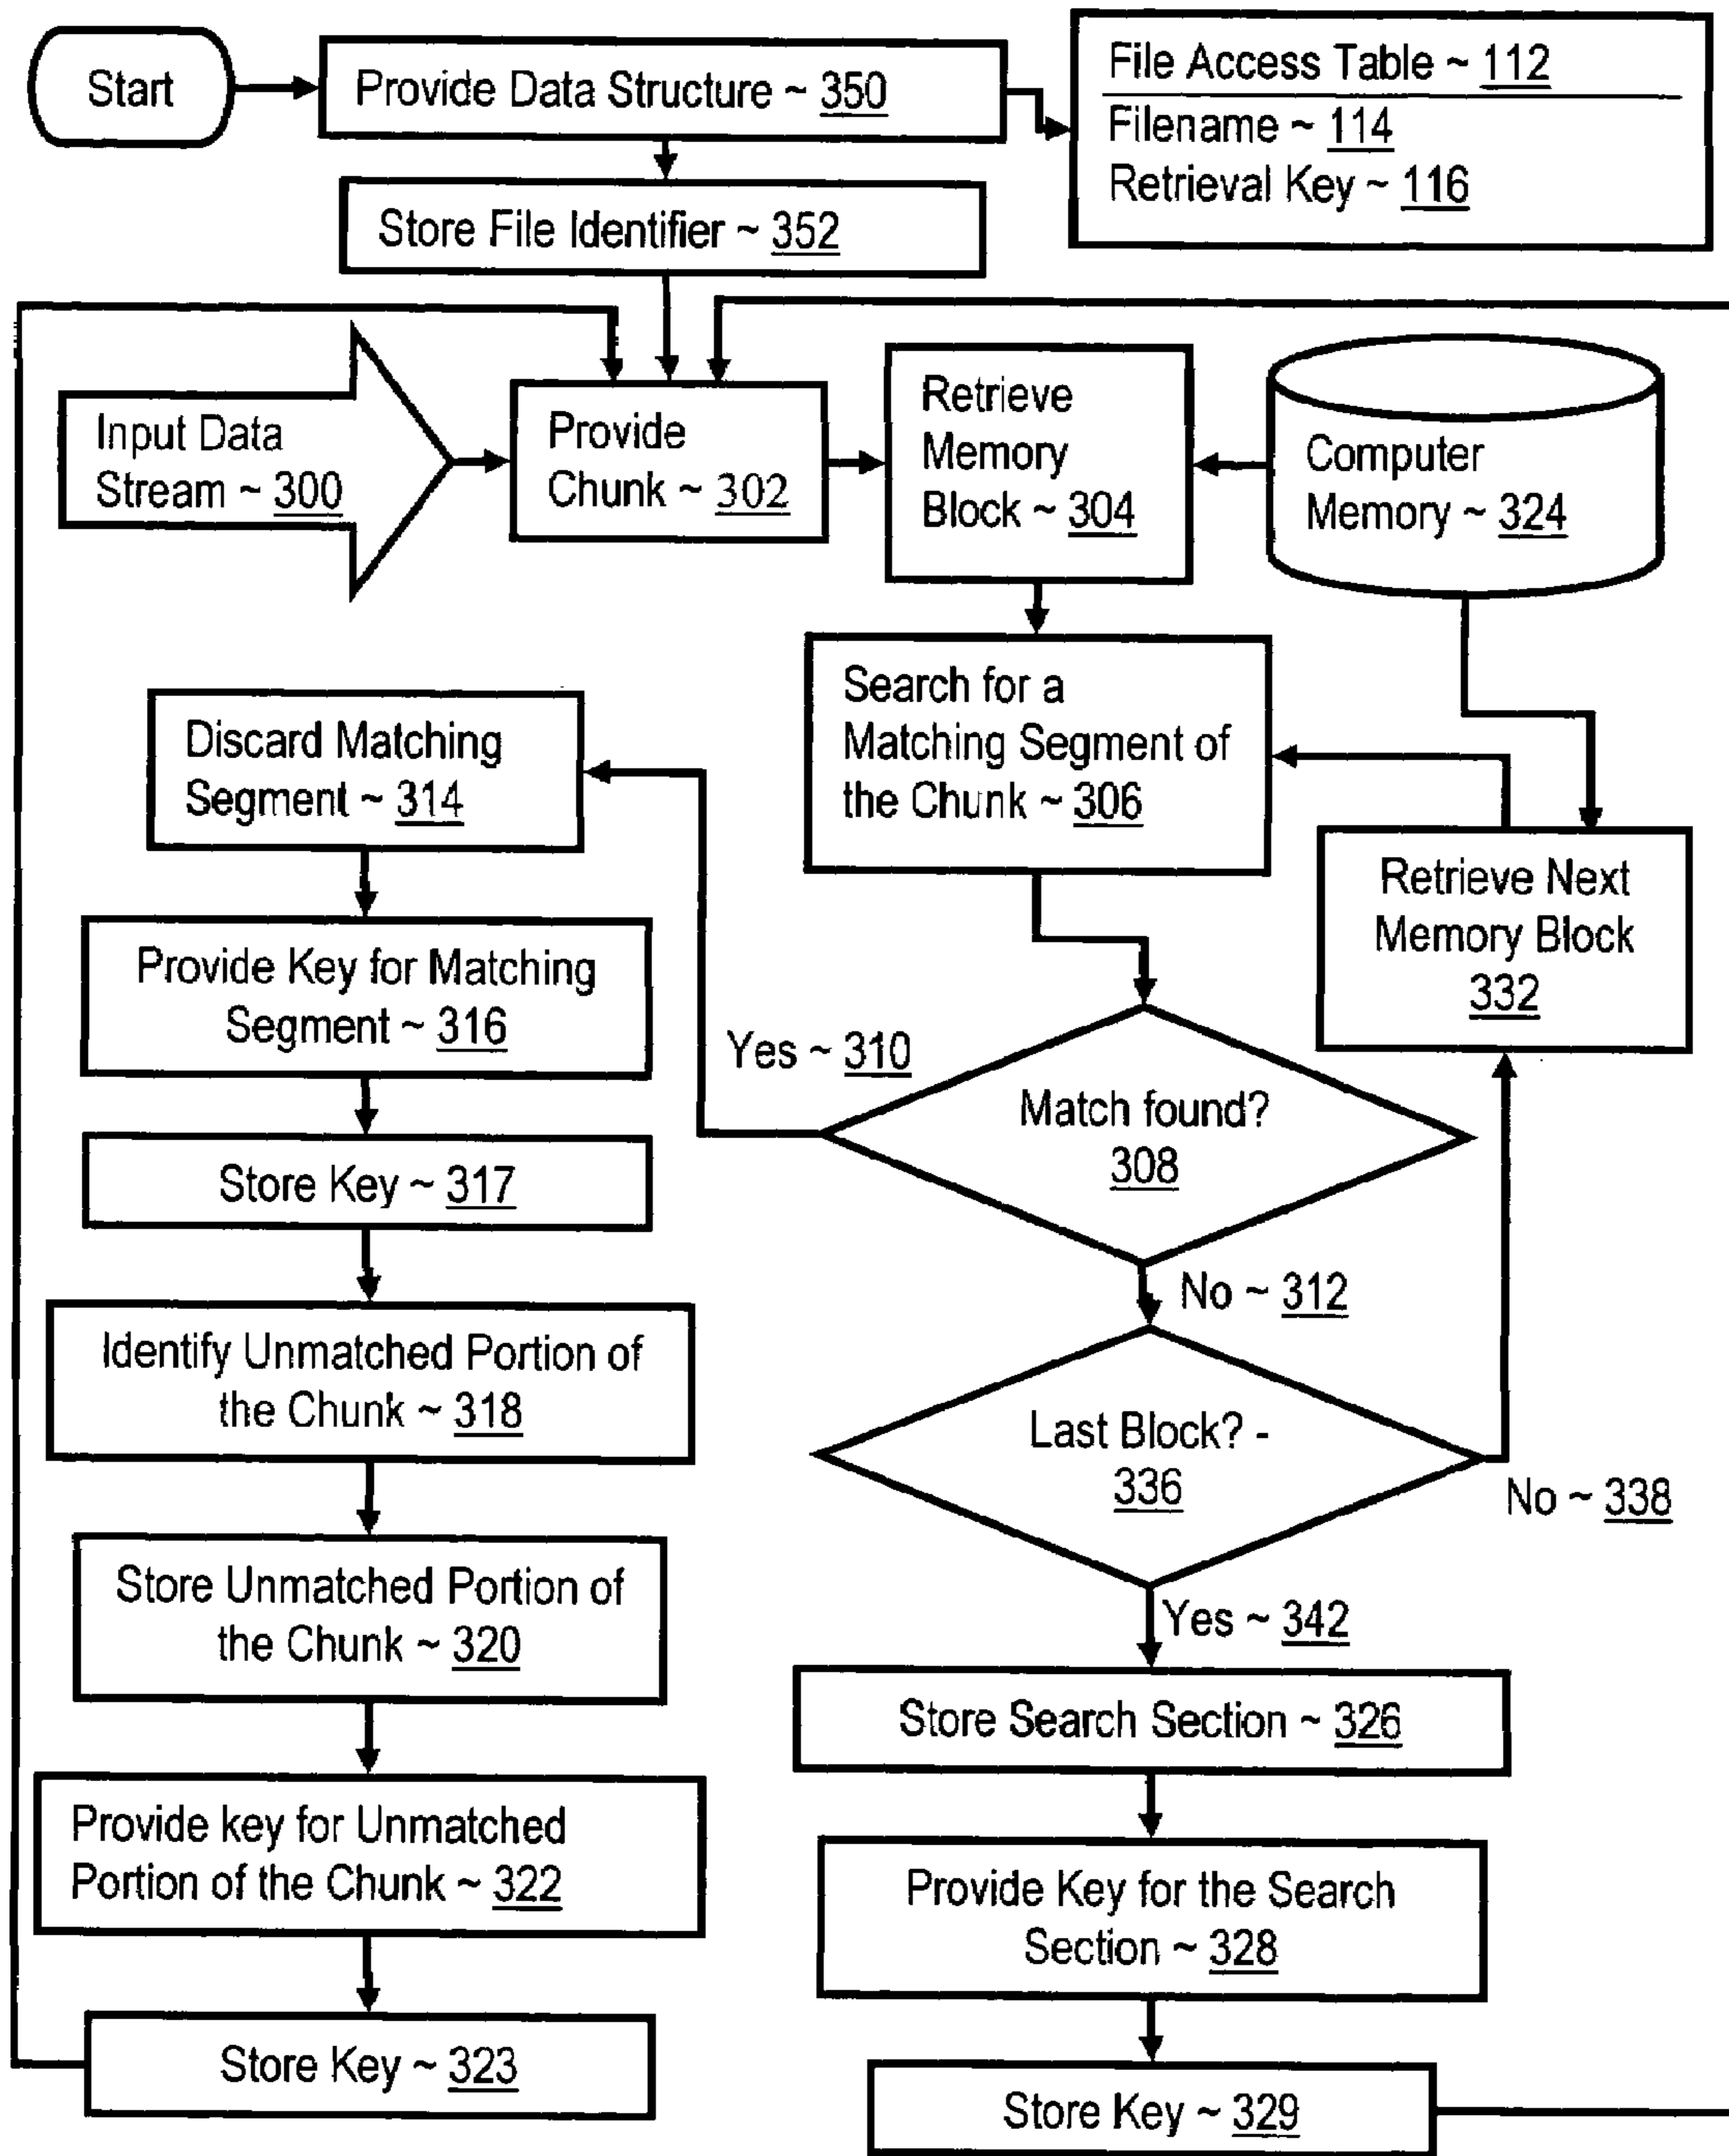 Start
Provide Data Structure ~ 350
File Access Table ~ 112
Filename ~ 114
Retrieval Key ~ 116
Store File Identifier ~ 352
Input Data
Stream ~ 300
Provide
Chunk ~ 302
Retrieve
Memory
Block ~ 304
Computer
Memory ~ 324
Search for a
Matching Segment of
the Chunk ~ 306
Discard Matching
Segment ~ 314
Retrieve Next
Memory Block
332
Provide Key for Matching
Segment ~ 316
Yes ~ 310
Match found?
308
Store Key ~ 317
No ~ 312
Identify Unmatched Portion of
the Chunk ~ 318
Last Block? -
336
No ~ 338
Store Unmatched Portion of
the Chunk ~ 320
Yes ~ 342
Store Search Section ~ 326
Provide key for Unmatched
Portion of the Chunk ~ 322
Provide Key for the Search
Section ~ 328
Store Key ~ 323
Store Key ~ 329